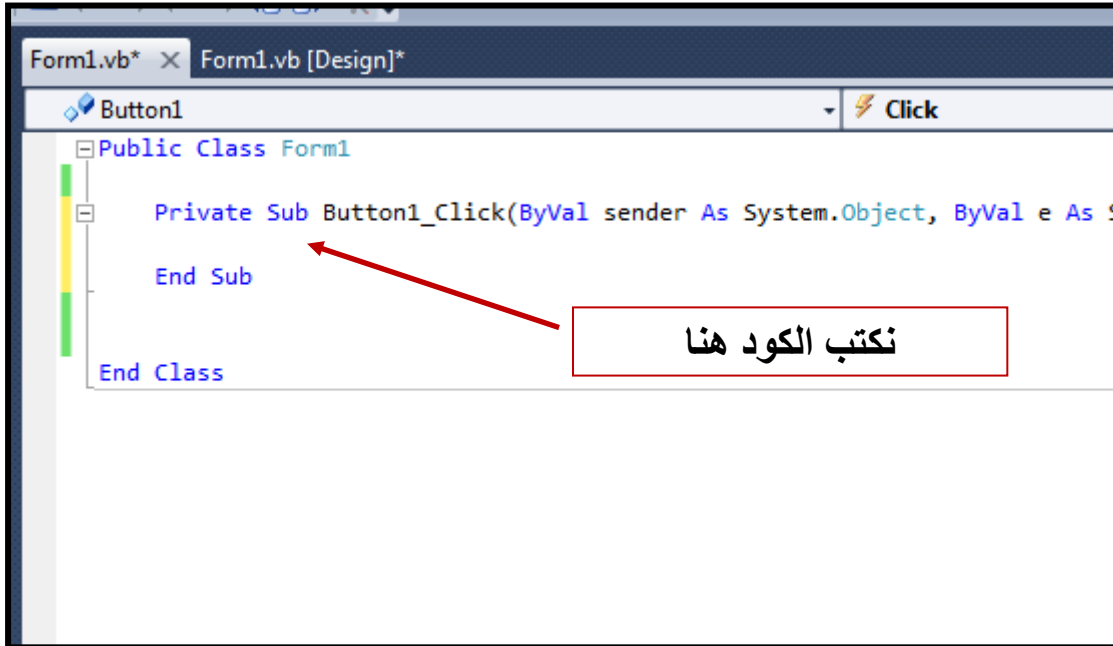 Form1.vb* Form1.vb [Design]*
Button1 Click
Public Class Form1
Private Sub Button1_Click(ByVal sender As System.Object, ByVal e As
End Sub
نكتب الكود هنا
End Class